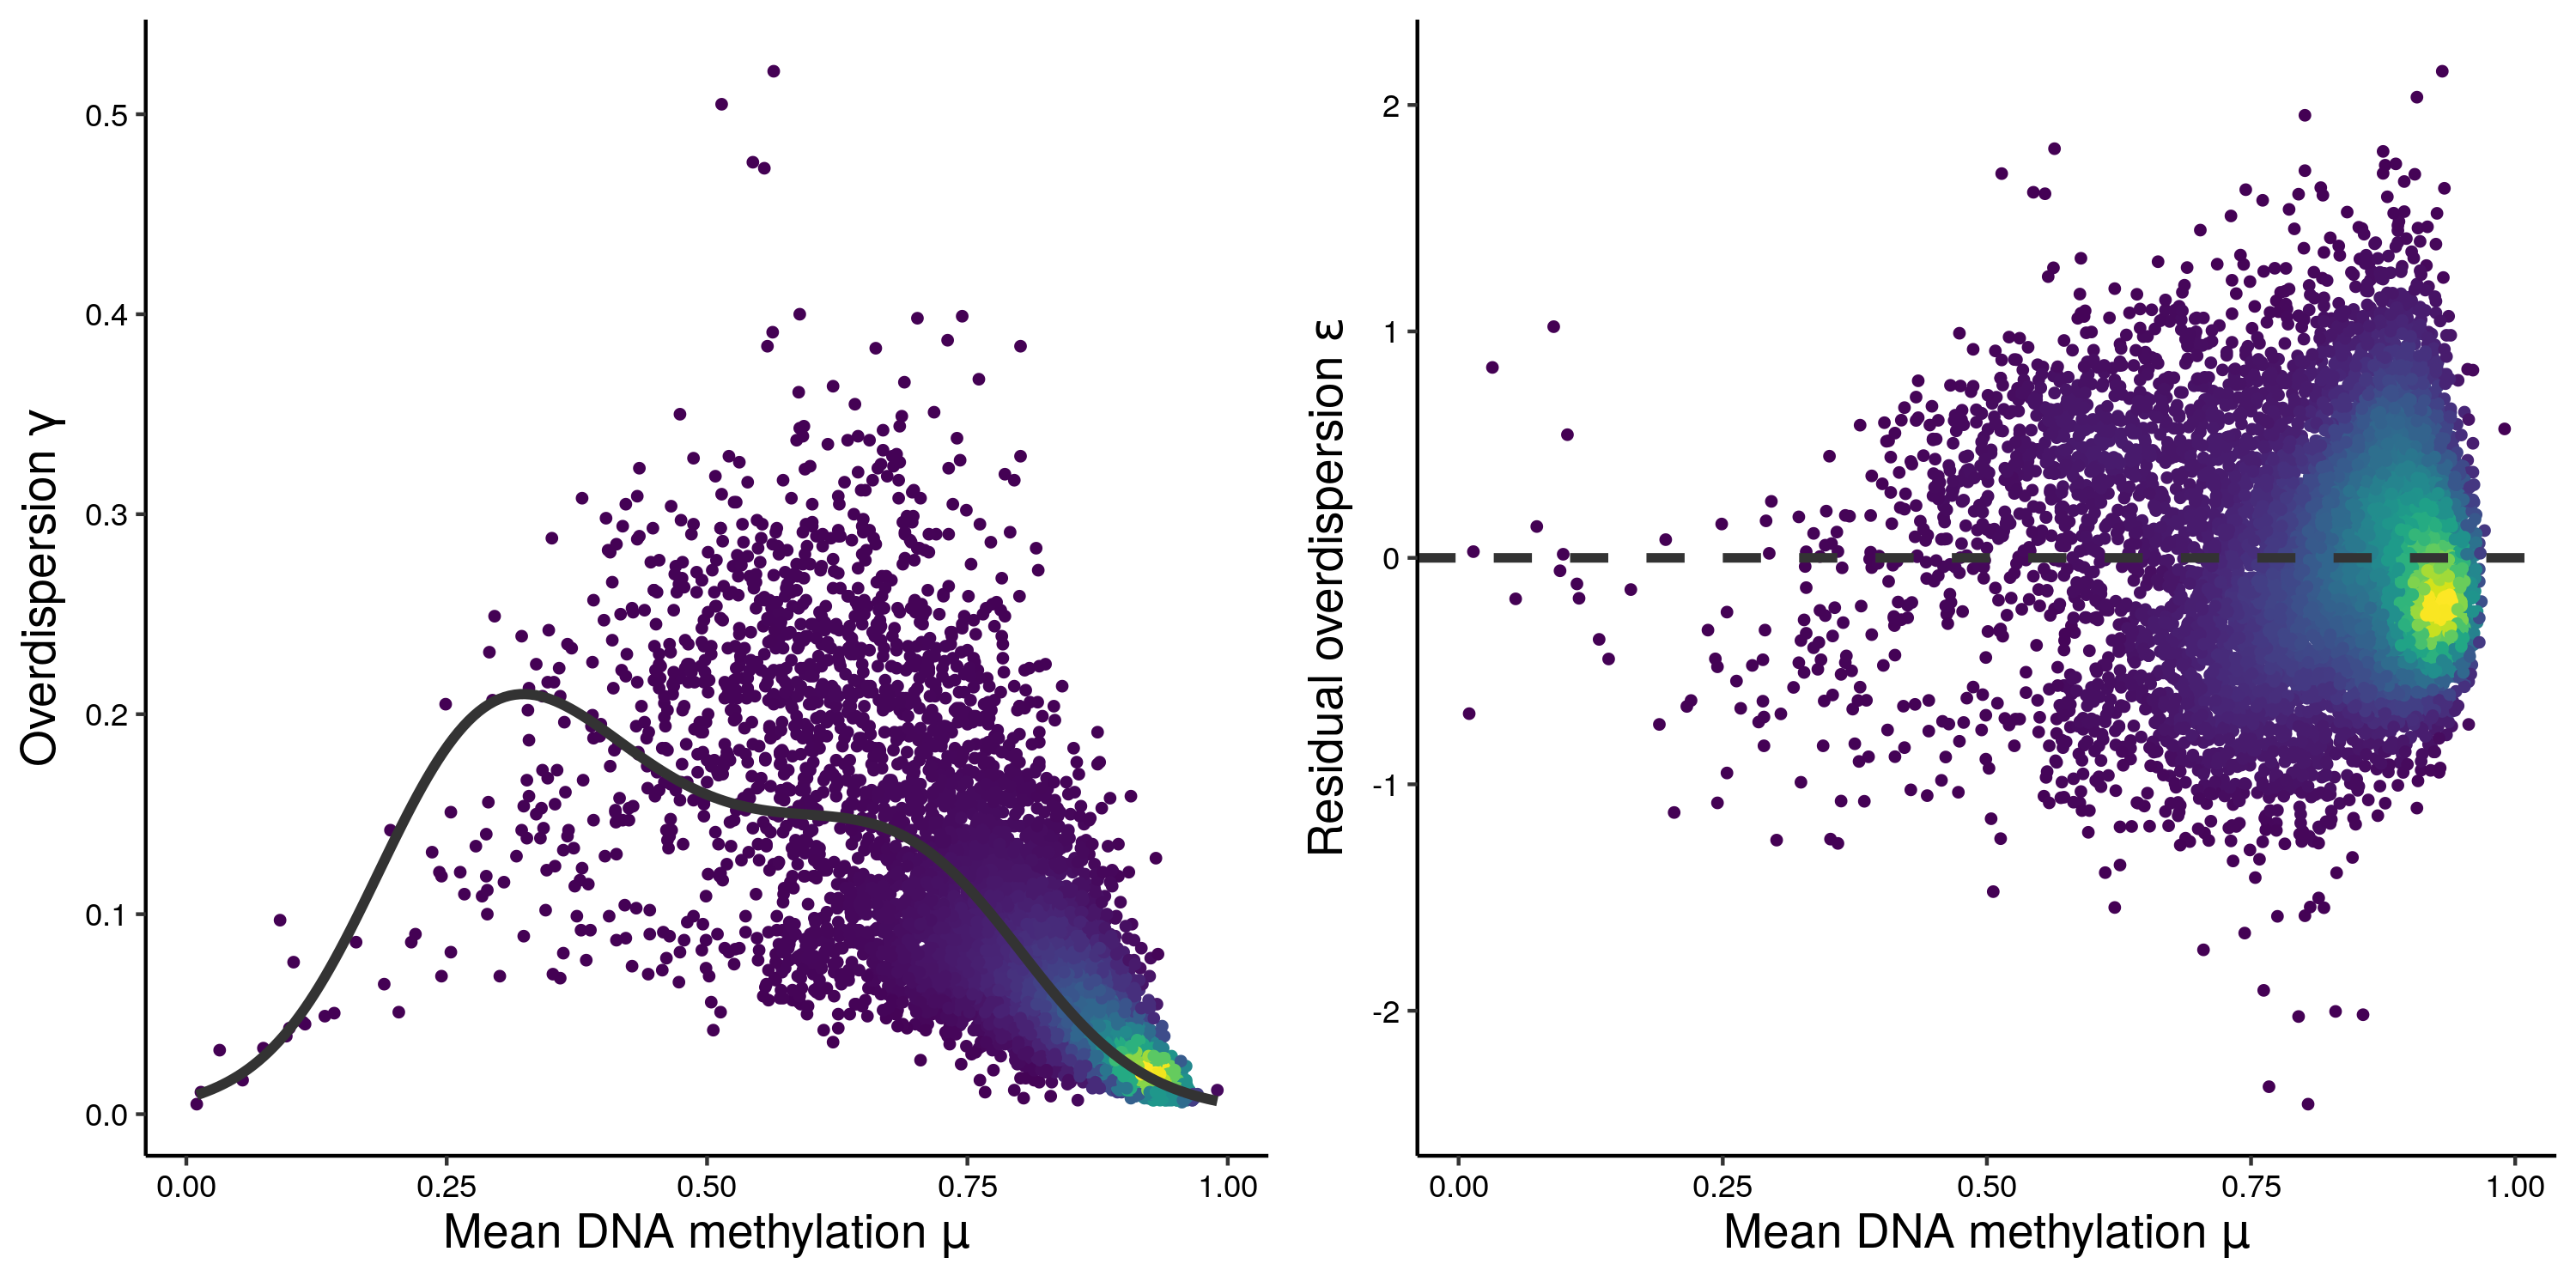 Overdispersion γ
0.5
0.4
0.3
0.2
0.1
0.0
0.00 0.25 0.50 0.75 1.00
Mean DNA methylation μ
Residual overdispersion ε
2
1
0
-1
-2
0.00 0.25 0.50 0.75 1.00
Mean DNA methylation μ